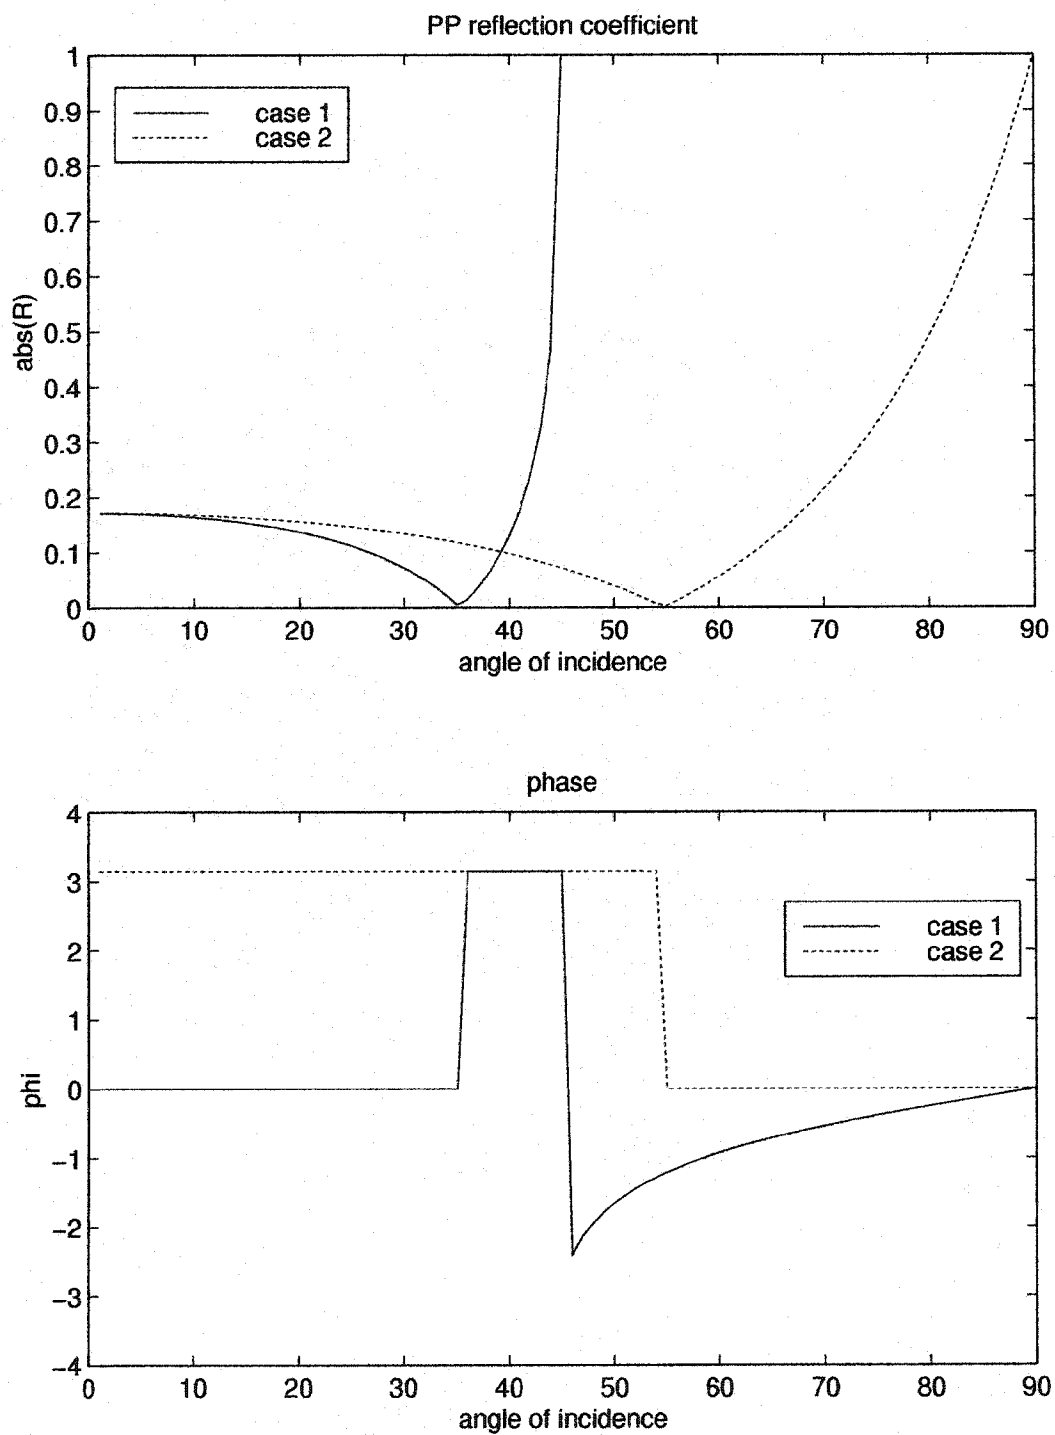 PP reflection coefficient
1
0.9
0.8
0.7
0.6
0.5
0.4
0.3
0.2
0.1
0
abs(R)
case 1
case 2
0 10 20 30 40 50 60 70 80 90
angle of incidence
phase
4
3
2
1
0
−1
−2
−3
−4
phi
case 1
case 2
0 10 20 30 40 50 60 70 80 90
angle of incidence